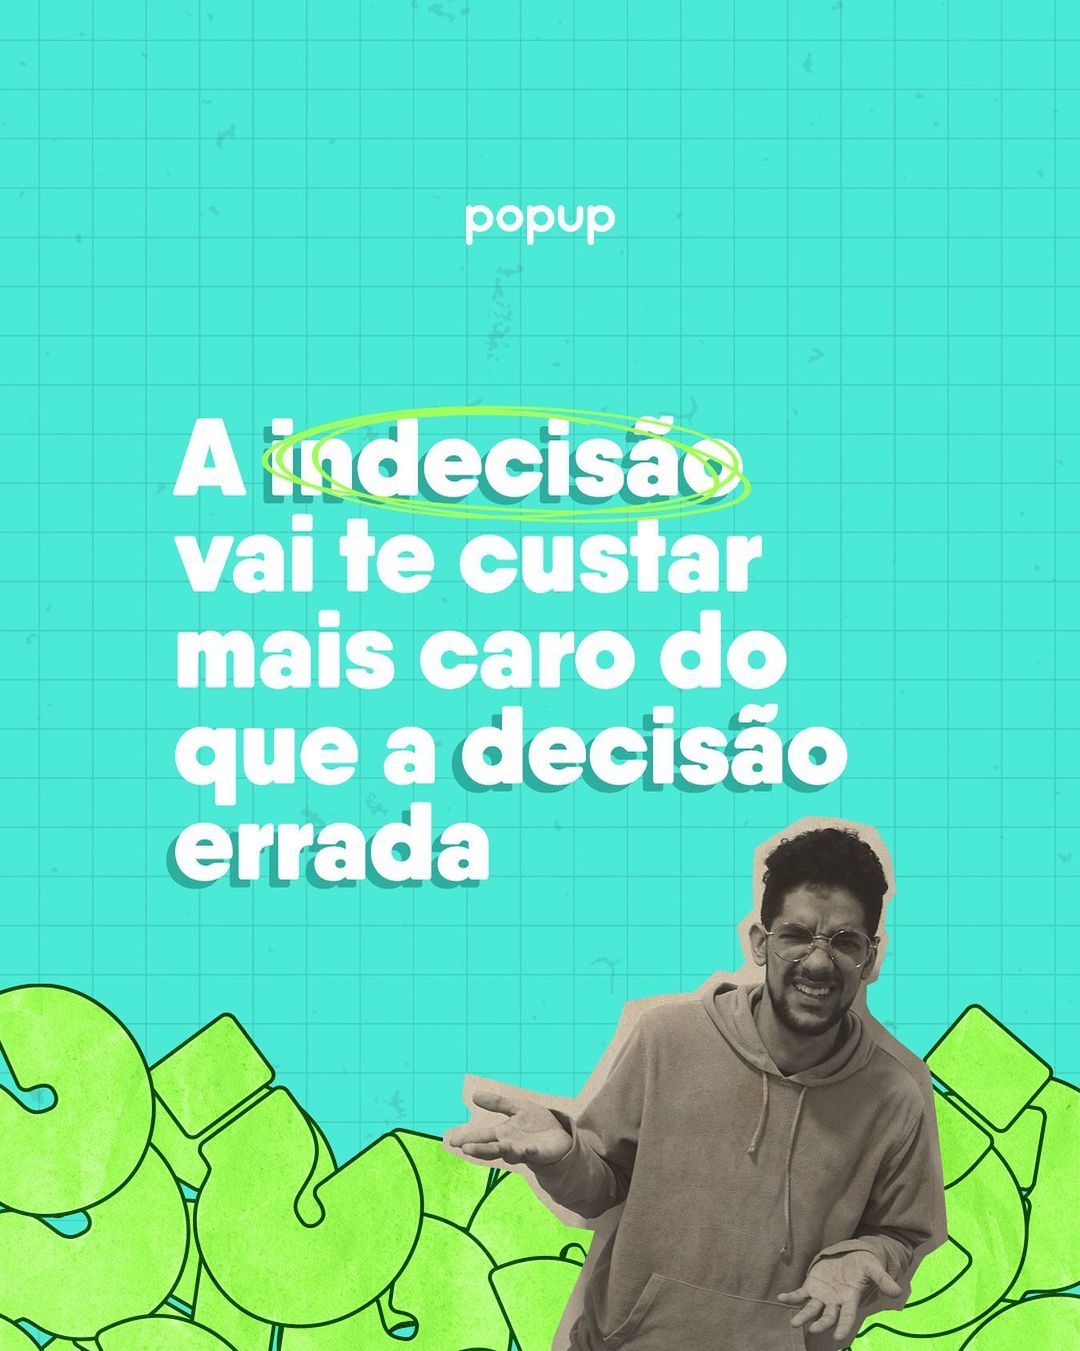 popup
A indecisão
vai te custar
mais caro do
que a decisão
errada